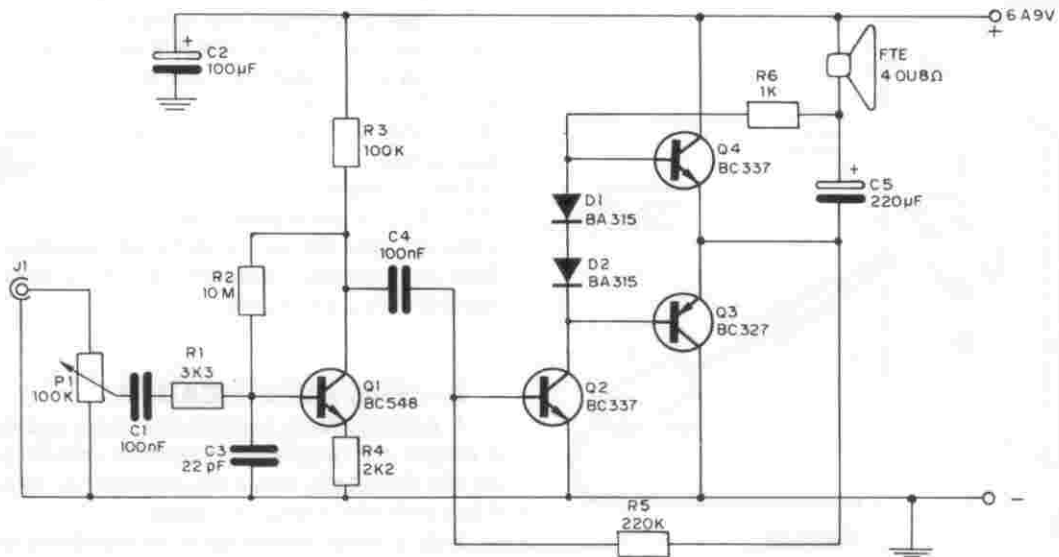 C2
100µF
+
R3
100K
6 A 9V
+
FTE
4 OU 8Ω
R6
1K
Q4
BC337
+
C5
220µF
D1
BA315
D2
BA315
C4
100nF
R2
10 M
J1
P1
100K
C1
100nF
R1
3K3
C3
22 pF
Q1
BC548
R4
2K2
Q2
BC337
Q3
BC327
R5
220K
-